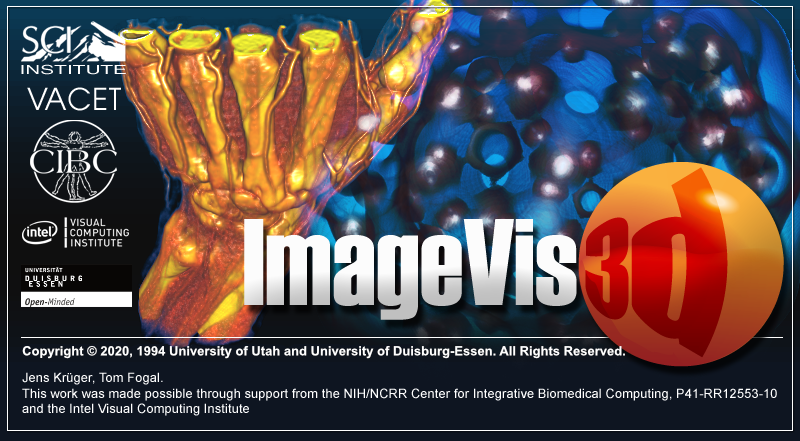 SCI
INSTITUTE
VACET
CIBC
intel
VISUAL
COMPUTING
INSTITUTE
UNIVERSITÄT
DUISBURG
ESSEN
Open-Minded
ImageVis3d
Copyright © 2020, 1994 University of Utah and University of Duisburg-Essen. All Rights Reserved.
Jens Krüger, Tom Fogal.
This work was made possible through support from the NIH/NCRR Center for Integrative Biomedical Computing, P41-RR12553-10
and the Intel Visual Computing Institute